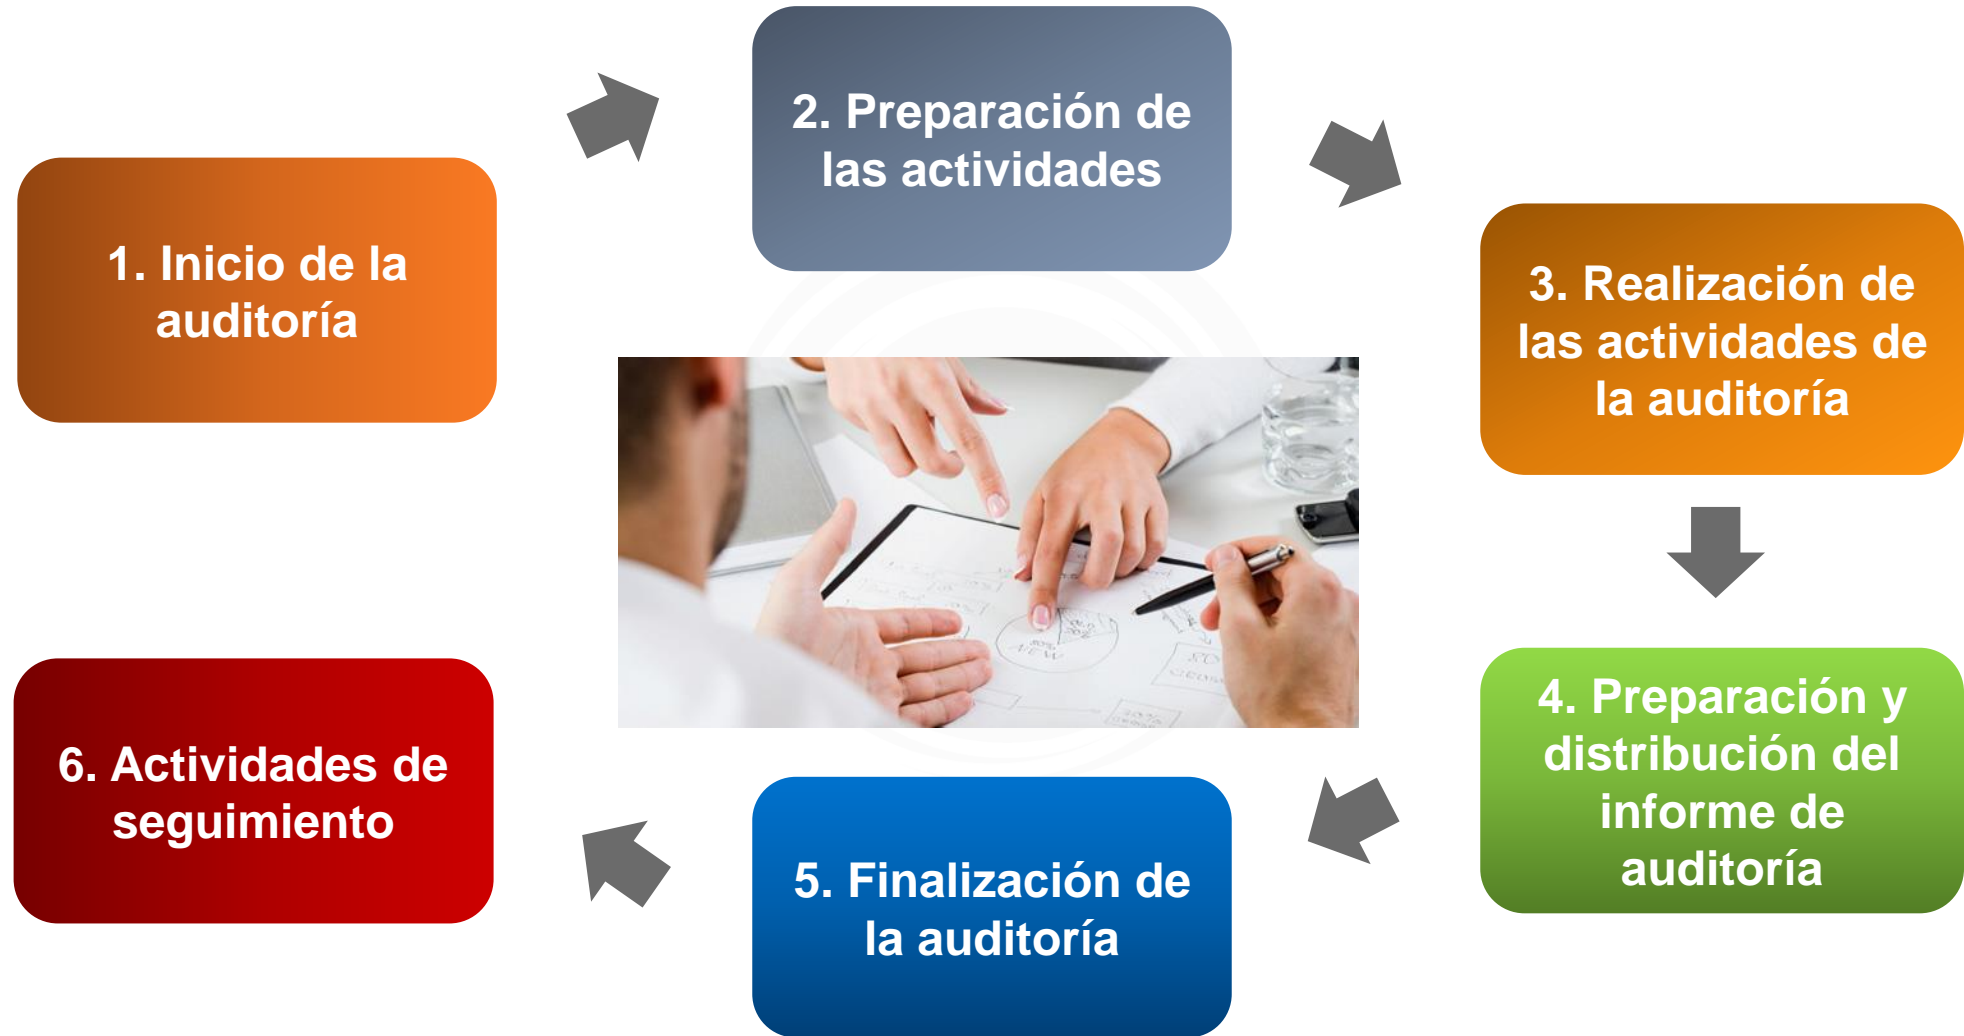 1. Inicio de la
auditoría
2. Preparación de
las actividades
3. Realización de
las actividades de
la auditoría
4. Preparación y
distribución del
informe de
auditoría
5. Finalización de
la auditoría
6. Actividades de
seguimiento